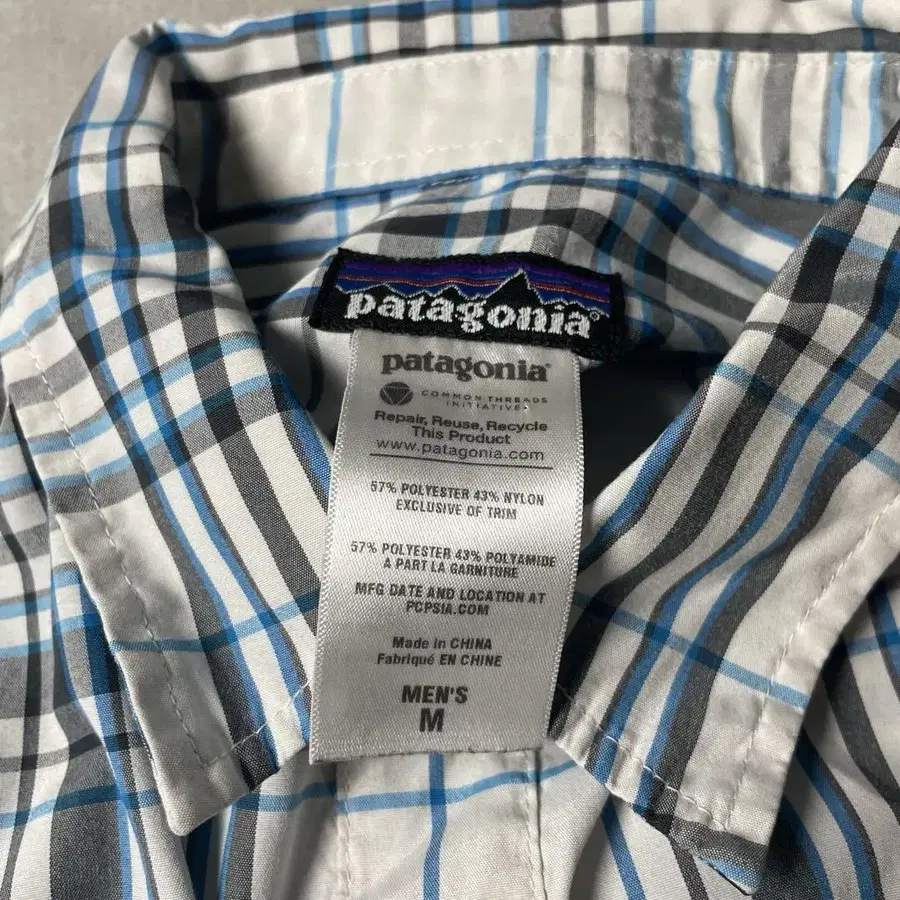 patagonia®
patagonia®
COMMON THREADS
INITIATIVE
Repair, Reuse, Recycle
This Product
www.patagonia.com
57% POLYESTER 43% NYLON
EXCLUSIVE OF TRIM
57% POLYESTER 43% POLYAMIDE
A PART LA GARNITURE
MFG DATE AND LOCATION AT
PCPSIA.COM
Made in CHINA
Fabriqué EN CHINE
MEN'S
M